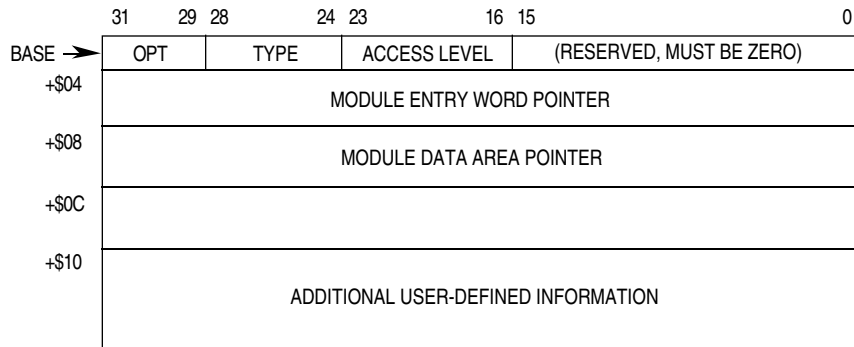 31 29 28 24 23 16 15 0
BASE OPT TYPE ACCESS LEVEL (RESERVED, MUST BE ZERO)
+$04 MODULE ENTRY WORD POINTER
+$08 MODULE DATA AREA POINTER
+$0C
+$10
ADDITIONAL USER-DEFINED INFORMATION